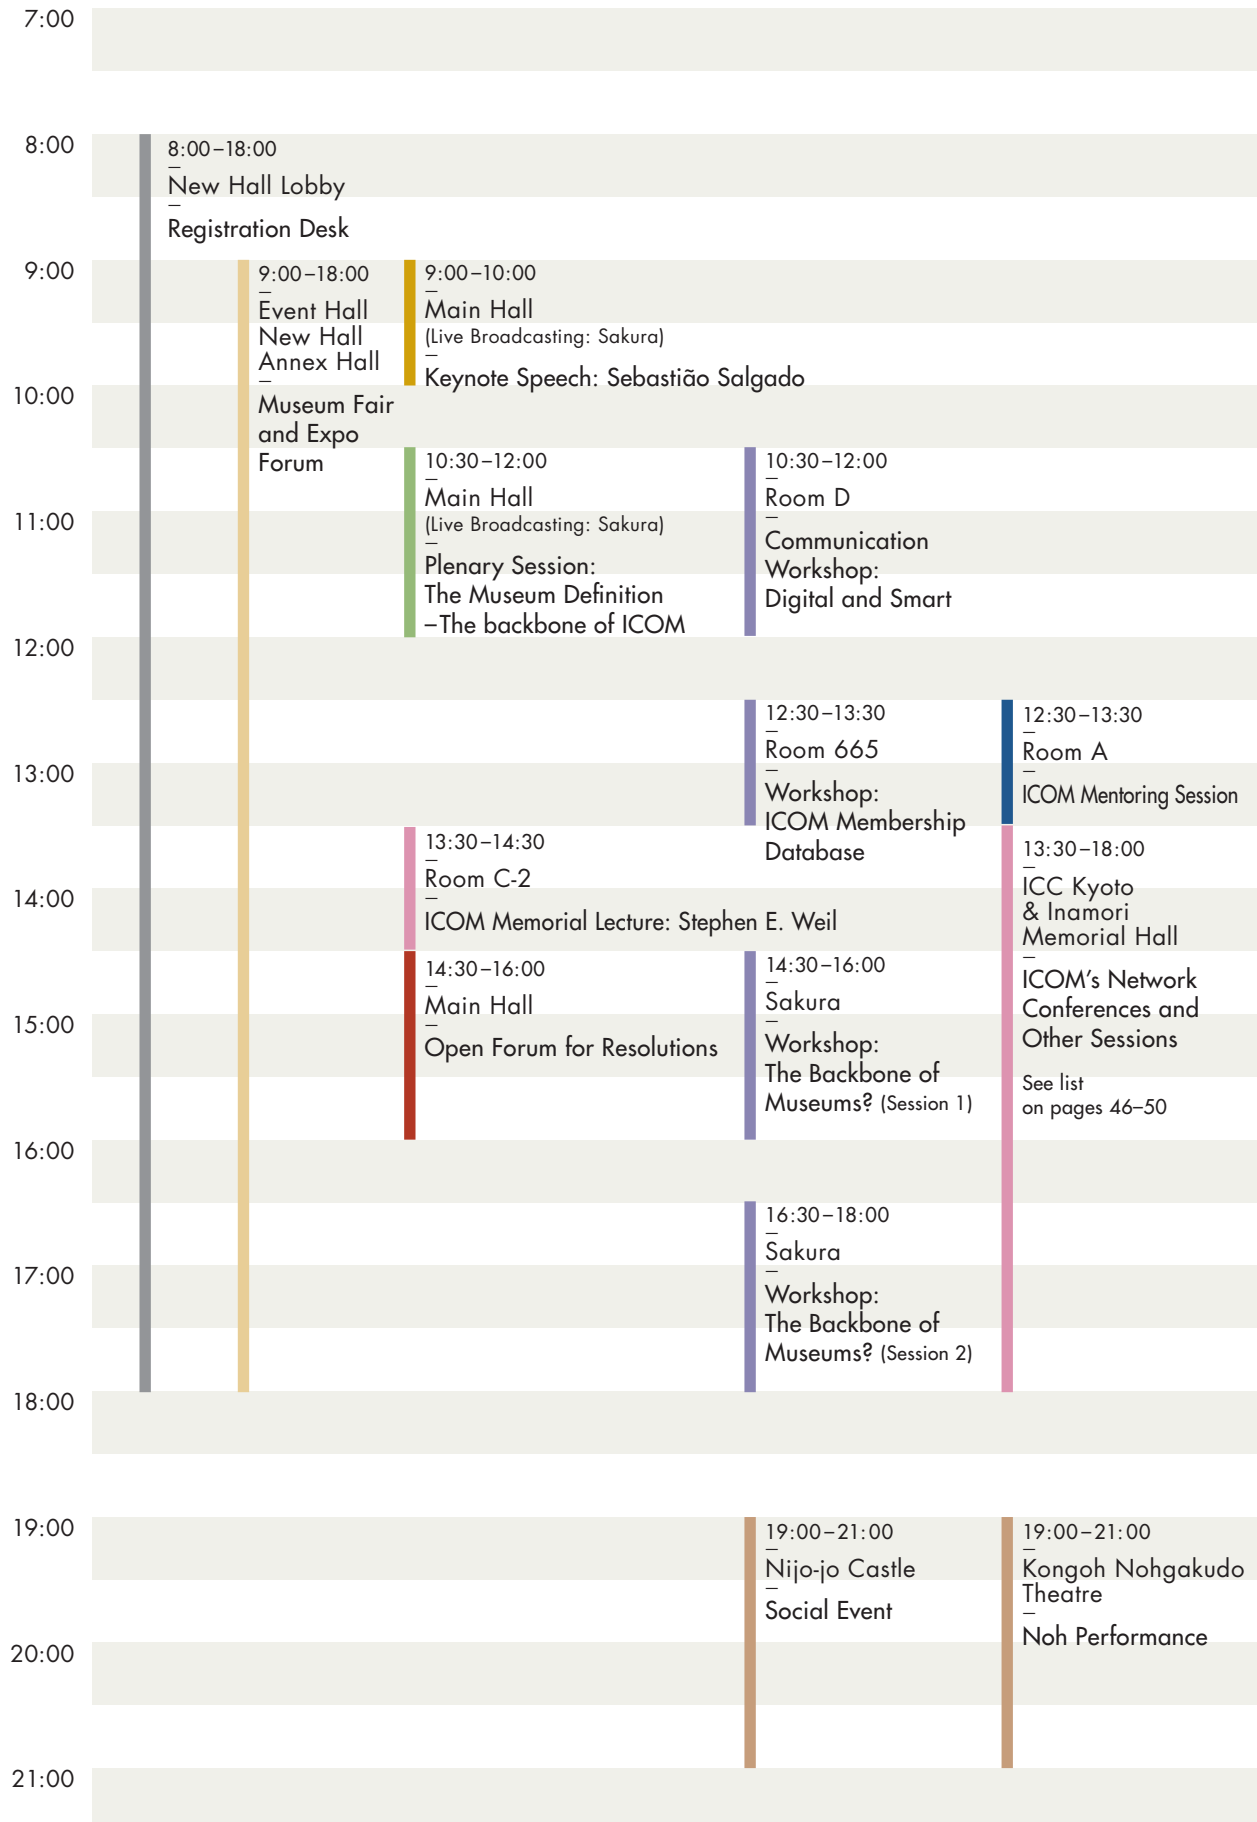 7:00
8:00
8:00–18:00
New Hall Lobby
Registration Desk
9:00
9:00–18:00
Event Hall
New Hall
Annex Hall
Museum Fair
and Expo
Forum
9:00–10:00
Main Hall
(Live Broadcasting: Sakura)
Keynote Speech: Sebastião Salgado
10:00
10:30–12:00
Main Hall
(Live Broadcasting: Sakura)
Plenary Session:
The Museum Definition
–The backbone of ICOM
10:30–12:00
Room D
Communication
Workshop:
Digital and Smart
11:00
12:00
12:30–13:30
Room 665
Workshop:
ICOM Membership
Database
12:30–13:30
Room A
ICOM Mentoring Session
13:00
13:30–14:30
Room C-2
ICOM Memorial Lecture: Stephen E. Weil
13:30–18:00
ICC Kyoto
& Inamori
Memorial Hall
ICOM's Network
Conferences and
Other Sessions
See list
on pages 46–50
14:00
14:30–16:00
Main Hall
Open Forum for Resolutions
14:30–16:00
Sakura
Workshop:
The Backbone of
Museums? (Session 1)
15:00
16:00
16:30–18:00
Sakura
Workshop:
The Backbone of
Museums? (Session 2)
17:00
18:00
19:00
19:00–21:00
Nijo-jo Castle
Social Event
19:00–21:00
Kongoh Nohgakudo
Theatre
Noh Performance
20:00
21:00